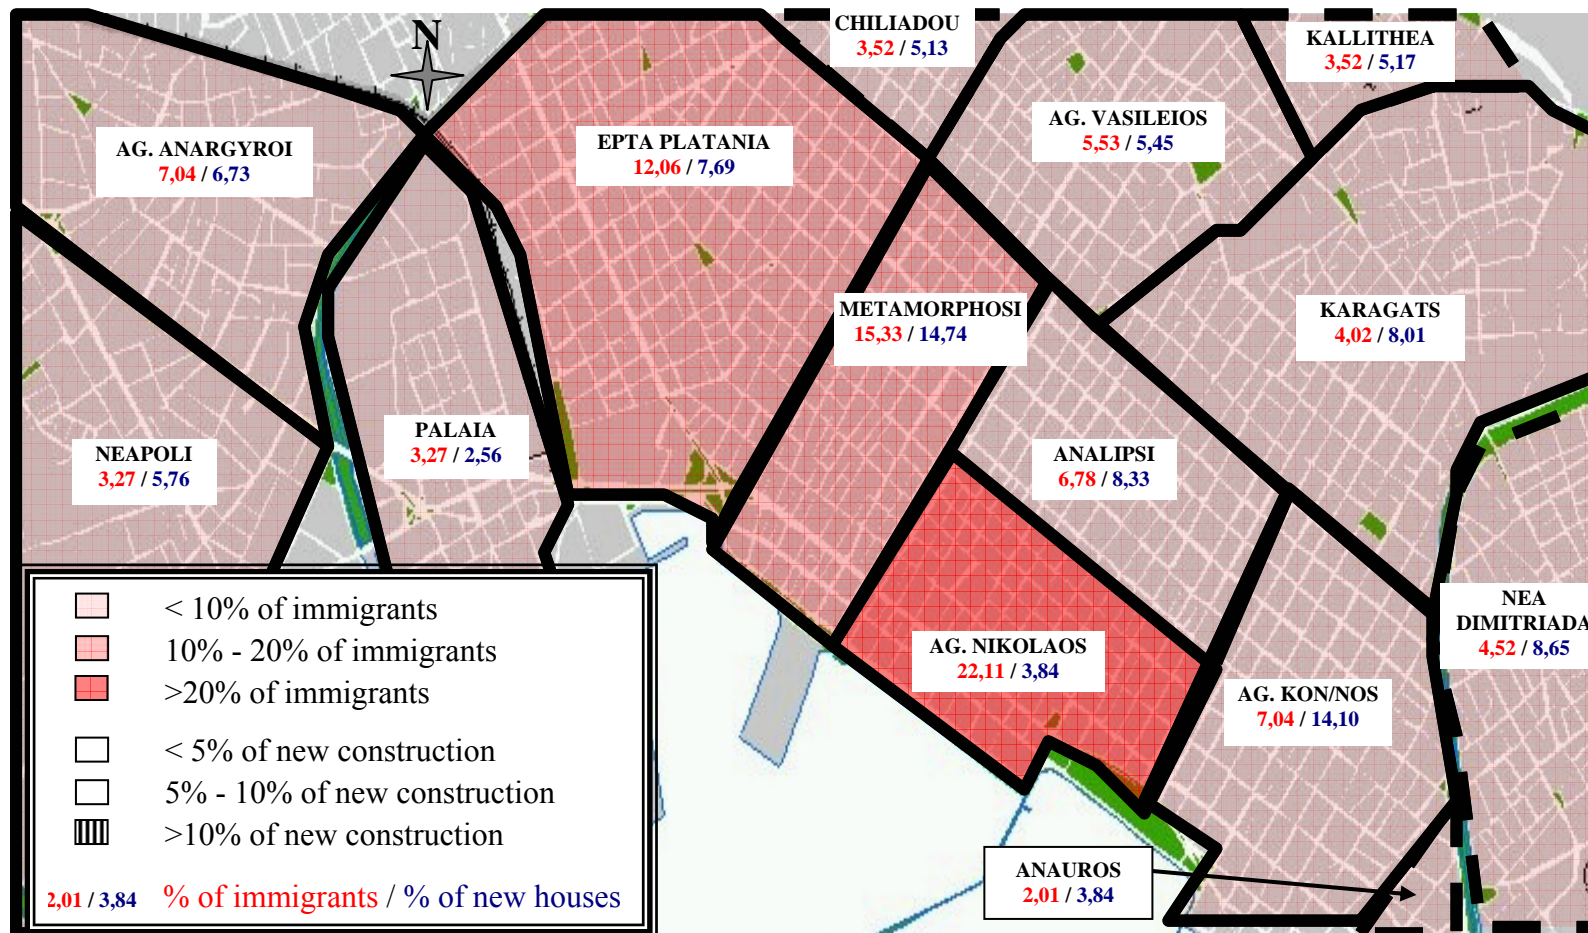 N
CHILIADOU
3,52 / 5,13
KALLITHEA
3,52 / 5,17
AG. VASILEIOS
5,53 / 5,45
AG. ANARGYROI
7,04 / 6,73
EPTA PLATANIA
12,06 / 7,69
METAMORPHOSI
15,33 / 14,74
KARAGATS
4,02 / 8,01
PALAIA
3,27 / 2,56
NEAPOLI
3,27 / 5,76
ANALIPSI
6,78 / 8,33
NEA
DIMITRIADA
4,52 / 8,65
AG. NIKOLAOS
22,11 / 3,84
AG. KON/NOS
7,04 / 14,10
ANAUROS
2,01 / 3,84
< 10% of immigrants
10% - 20% of immigrants
>20% of immigrants
< 5% of new construction
5% - 10% of new construction
>10% of new construction
2,01 / 3,84 % of immigrants / % of new houses